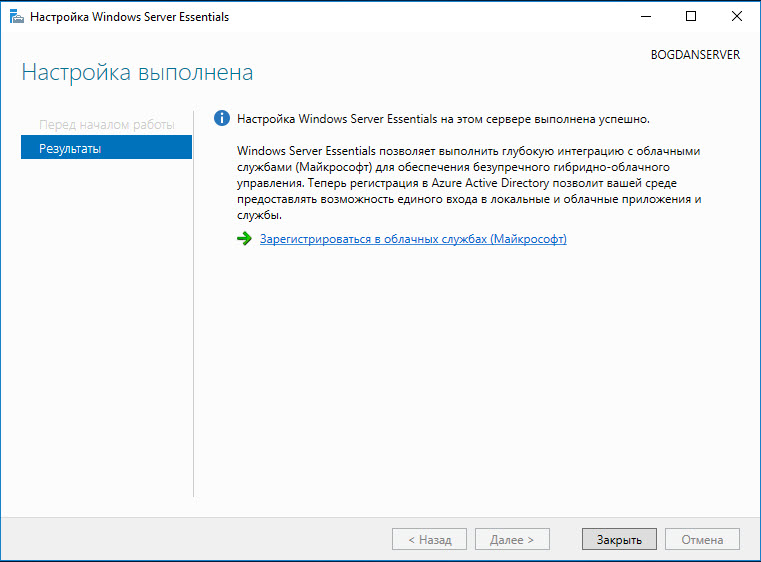 Настройка Windows Server Essentials
BOGDANSERVER
Настройка выполнена
Перед началом работы
Результаты
Настройка Windows Server Essentials на этом сервере выполнена успешно.
Windows Server Essentials позволяет выполнить глубокую интеграцию с облачными
службами (Майкрософт) для обеспечения безупречного гибридно-облачного
управления. Теперь регистрация в Azure Active Directory позволит вашей среде
предоставлять возможность единого входа в локальные и облачные приложения и
службы.
Зарегистрироваться в облачных службах (Майкрософт)
< Назад
Далее >
Закрыть
Отмена